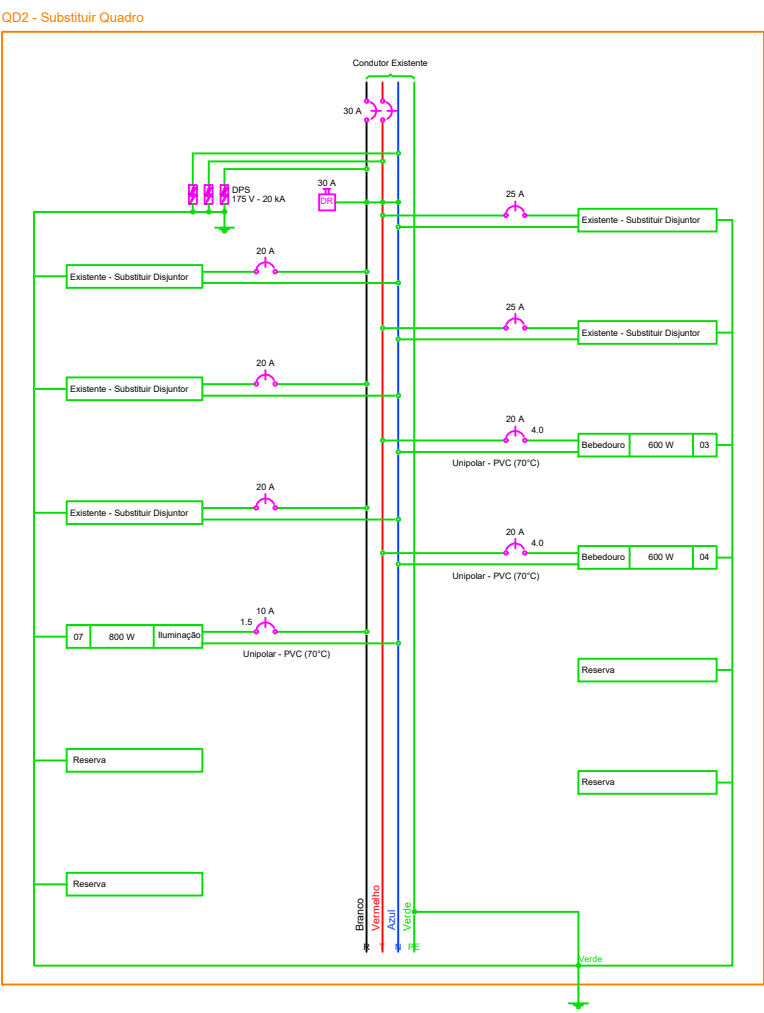 QD2 - Substituir Quadro
Condutor Existente
30 A
DPS
175 V - 20 kA
30 A
DR
25 A
Existente - Substituir Disjuntor
20 A
Existente - Substituir Disjuntor
25 A
Existente - Substituir Disjuntor
20 A
Existente - Substituir Disjuntor
20 A
4.0
Bebedouro 600 W 03
Unipolar - PVC (70°C)
20 A
Existente - Substituir Disjuntor
20 A
4.0
Bebedouro 600 W 04
Unipolar - PVC (70°C)
10 A
1.5
07 800 W Iluminação
Unipolar - PVC (70°C)
Reserva
Reserva
Reserva
Reserva
Branco
Vermelho
Azul
Verde
R T N PE
Verde